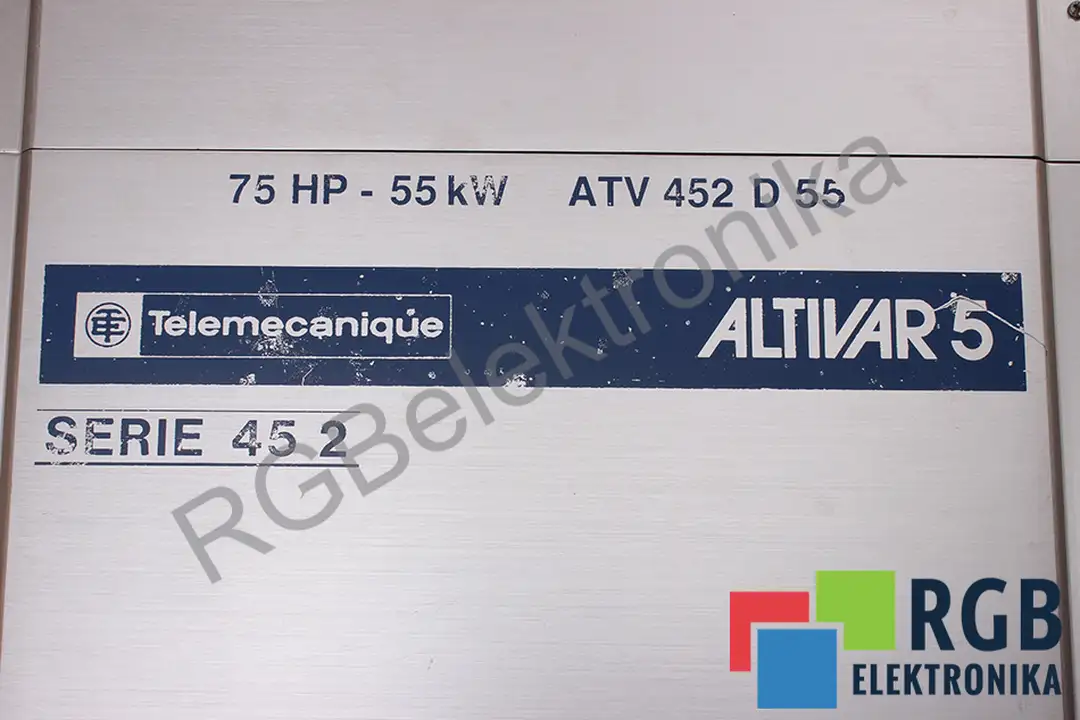 75 HP - 55 kW ATV 452 D 55
Telemecanique ALTIVAR 5
SERIE 45 2
RGBelektronika
RGB
ELEKTRONIKA